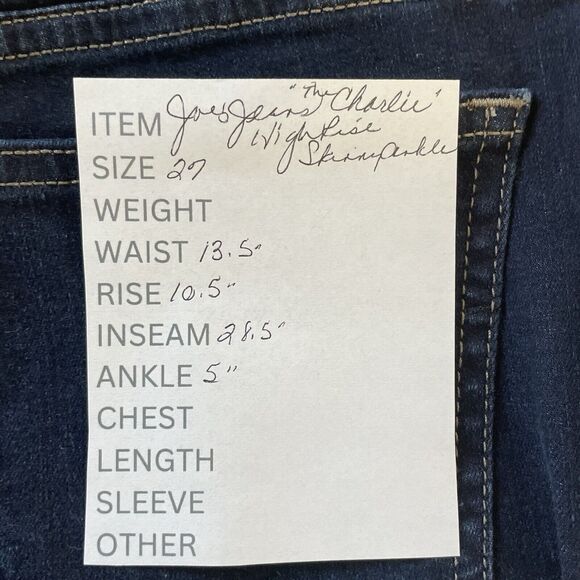 ITEM Joe's Jeans "The Charlie"
High Rise
Skinny Ankle
SIZE 27
WEIGHT
WAIST 13.5"
RISE 10.5"
INSEAM 28.5"
ANKLE 5"
CHEST
LENGTH
SLEEVE
OTHER